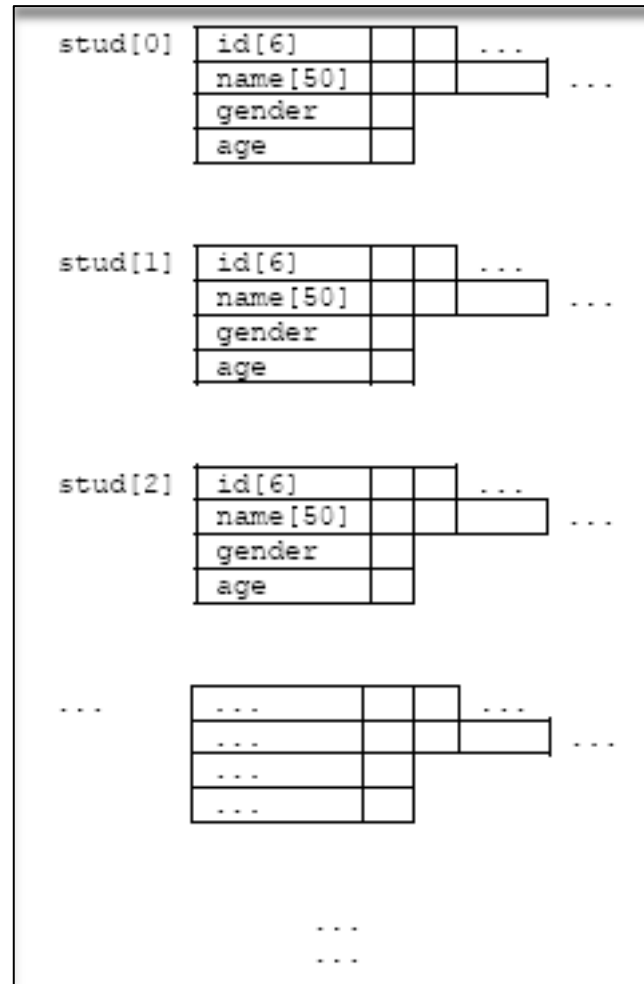 stud[0] id[6] ...
name[50] ...
gender
age
stud[1] id[6] ...
name[50] ...
gender
age
stud[2] id[6] ...
name[50] ...
gender
age
... ... ...
... ...
...
...
...
...